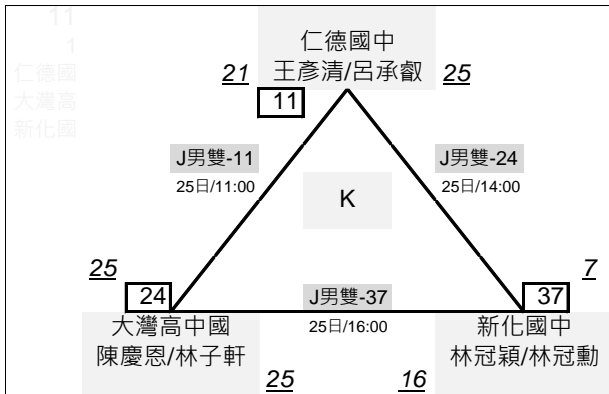 11
1
仁德國
大灣高
新化國
仁德國中
王彥清/呂承叡
21
25
11
J男雙-11
25日/11:00
J男雙-24
25日/14:00
K
25
24
J男雙-37
25日/16:00
7
37
大灣高中國
陳慶恩/林子軒
新化國中
林冠穎/林冠勳
25
16